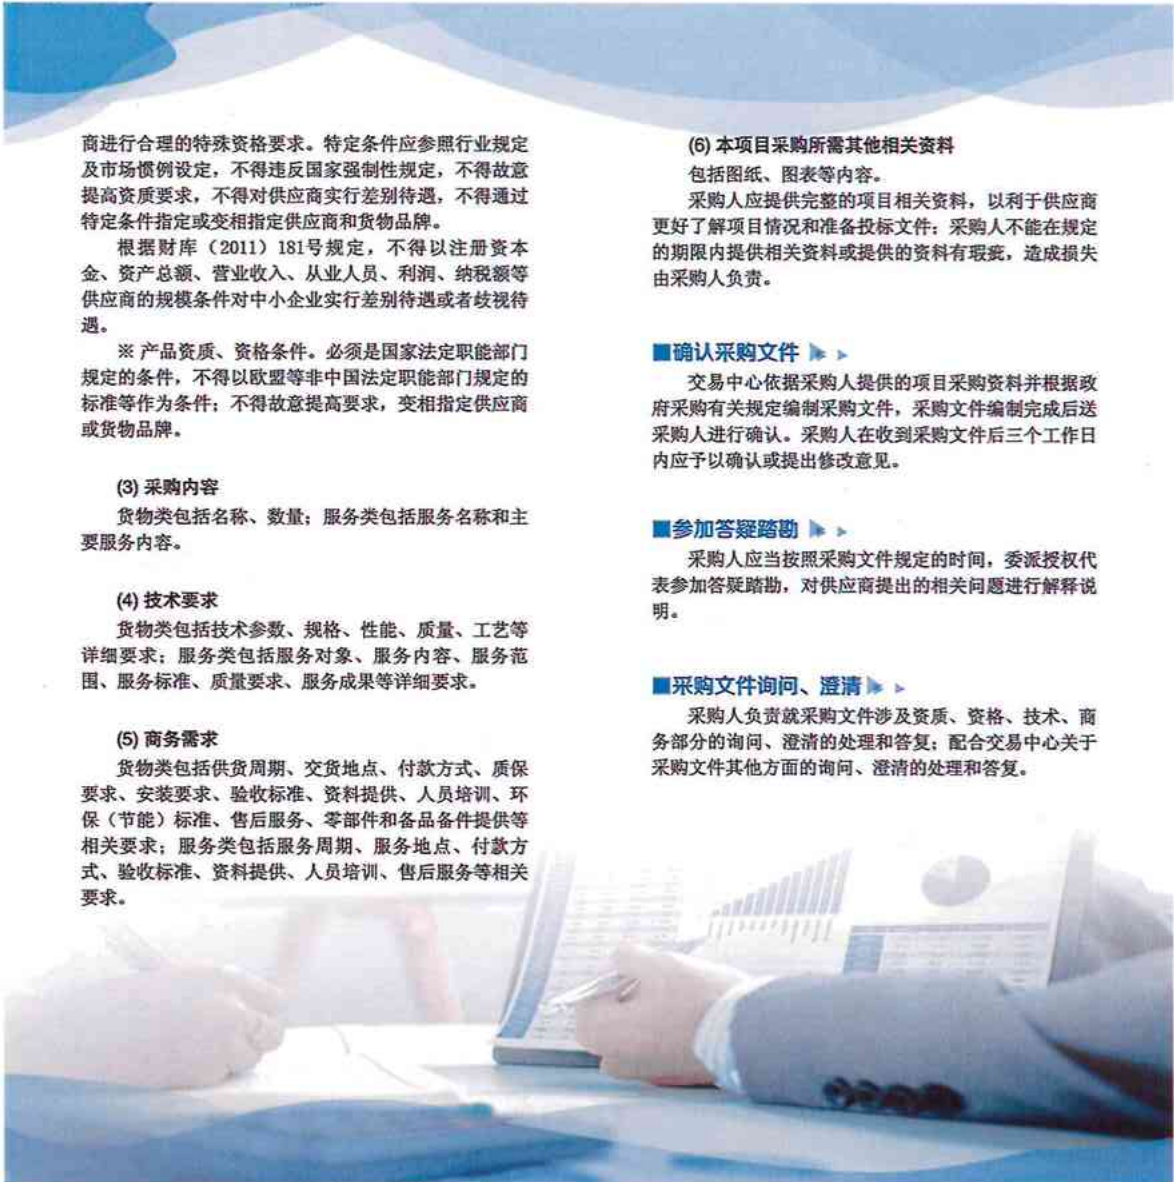 商进行合理的特殊资格要求。特定条件应参照行业规定
及市场惯例设定，不得违反国家强制性规定，不得故意
提高资质要求，不得对供应商实行差别待遇，不得通过
特定条件指定或变相指定供应商和货物品牌。
根据财库（2011）181号规定，不得以注册资本
金、资产总额、营业收入、从业人员、利润、纳税额等
供应商的规模条件对中小企业实行差别待遇或者歧视待
遇。
※ 产品资质、资格条件。必须是国家法定职能部门
规定的条件，不得以欧盟等非中国法定职能部门规定的
标准等作为条件；不得故意提高要求，变相指定供应商
或货物品牌。
(3) 采购内容
货物类包括名称、数量；服务类包括服务名称和主
要服务内容。
(4) 技术要求
货物类包括技术参数、规格、性能、质量、工艺等
详细要求；服务类包括服务对象、服务内容、服务范
围、服务标准、质量要求、服务成果等详细要求。
(5) 商务需求
货物类包括供货周期、交货地点、付款方式、质保
要求、安装要求、验收标准、资料提供、人员培训、环
保（节能）标准、售后服务、零部件和备品备件提供等
相关要求；服务类包括服务周期、服务地点、付款方
式、验收标准、资料提供、人员培训、售后服务等相关
要求。
(6) 本项目采购所需其他相关资料
包括图纸、图表等内容。
采购人应提供完整的项目相关资料，以利于供应商
更好了解项目情况和准备投标文件；采购人不能在规定
的期限内提供相关资料或提供的资料有瑕疵，造成损失
由采购人负责。
■确认采购文件
交易中心依据采购人提供的项目采购资料并根据政
府采购有关规定编制采购文件，采购文件编制完成后送
采购人进行确认。采购人在收到采购文件后三个工作日
内应予以确认或提出修改意见。
■参加答疑踏勘
采购人应当按照采购文件规定的时间，委派授权代
表参加答疑踏勘，对供应商提出的相关问题进行解释说
明。
■采购文件询问、澄清
采购人负责就采购文件涉及资质、资格、技术、商
务部分的询问、澄清的处理和答复；配合交易中心关于
采购文件其他方面的询问、澄清的处理和答复。